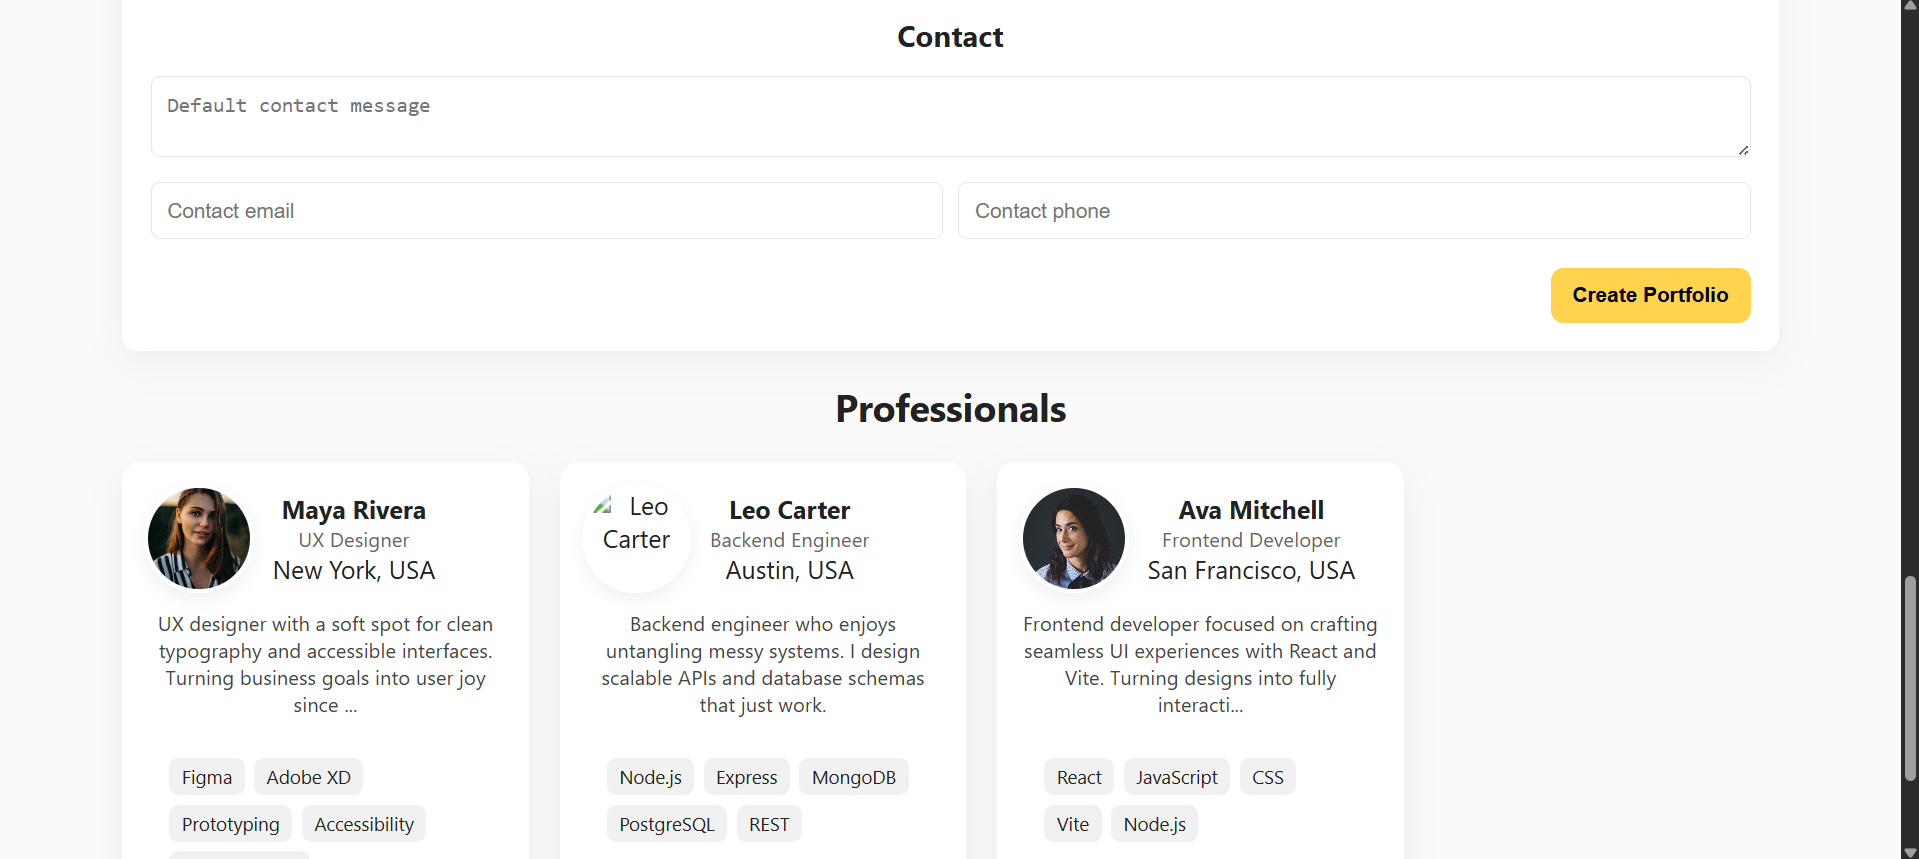 Contact
Default contact message
Contact email
Contact phone
Create Portfolio
Professionals
Maya Rivera
UX Designer
New York, USA
UX designer with a soft spot for clean
typography and accessible interfaces.
Turning business goals into user joy
since ...
Figma
Adobe XD
Prototyping
Accessibility
Leo
Carter
Leo Carter
Backend Engineer
Austin, USA
Backend engineer who enjoys
untangling messy systems. I design
scalable APIs and database schemas
that just work.
Node.js
Express
MongoDB
PostgreSQL
REST
Ava Mitchell
Frontend Developer
San Francisco, USA
Frontend developer focused on crafting
seamless UI experiences with React and
Vite. Turning designs into fully
interacti...
React
JavaScript
CSS
Vite
Node.js